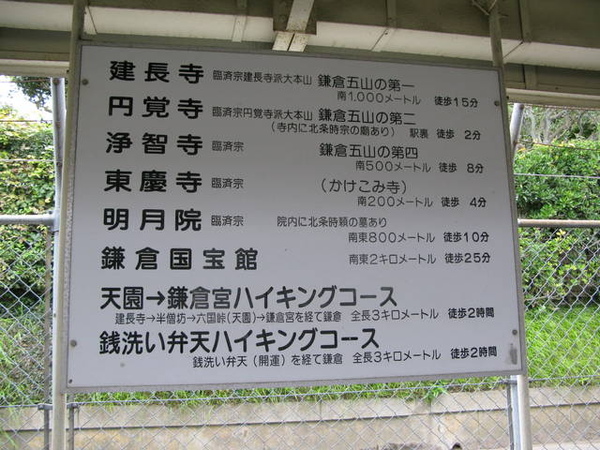 建長寺 臨済宗建長寺派大本山 鎌倉五山の第一
南1,000メートル 徒歩15分
円覚寺 臨済宗円覚寺派大本山 鎌倉五山の第二
(寺内に北条時宗の廟あり) 駅裏 徒歩 2分
浄智寺 臨済宗 鎌倉五山の第四
南500メートル 徒歩 8分
東慶寺 臨済宗 (かけこみ寺)
南200メートル 徒歩 4分
明月院 臨済宗 院内に北条時頼の墓あり
南東800メートル 徒歩10分
鎌倉国宝館 南東2キロメートル 徒歩25分
天園→鎌倉宮ハイキングコース
建長寺→半僧坊→六国峠(天園)→鎌倉宮を経て鎌倉 全長3キロメートル 徒歩2時間
銭洗い弁天ハイキングコース
銭洗い弁天(開運)を経て鎌倉 全長3キロメートル 徒歩2時間